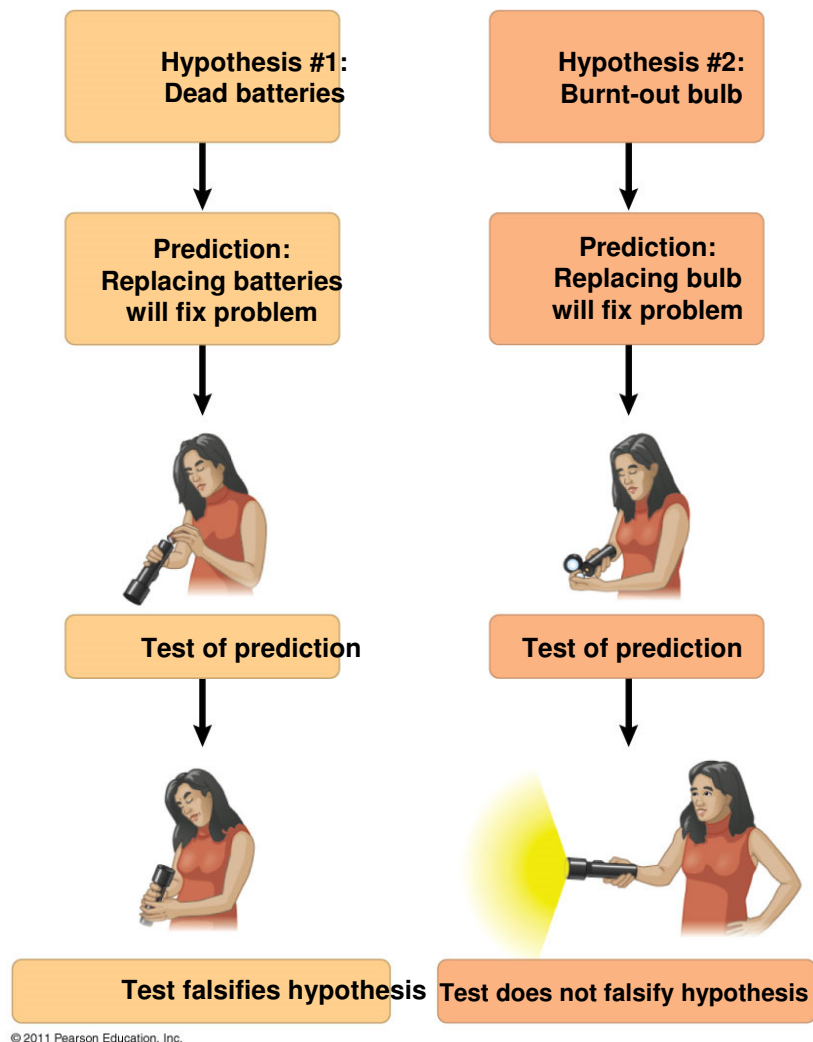 Hypothesis #1:
Dead batteries
Hypothesis #2:
Burnt-out bulb
Prediction:
Replacing batteries
will fix problem
Prediction:
Replacing bulb
will fix problem
Test of prediction
Test of prediction
Test falsifies hypothesis
Test does not falsify hypothesis
© 2011 Pearson Education, Inc.